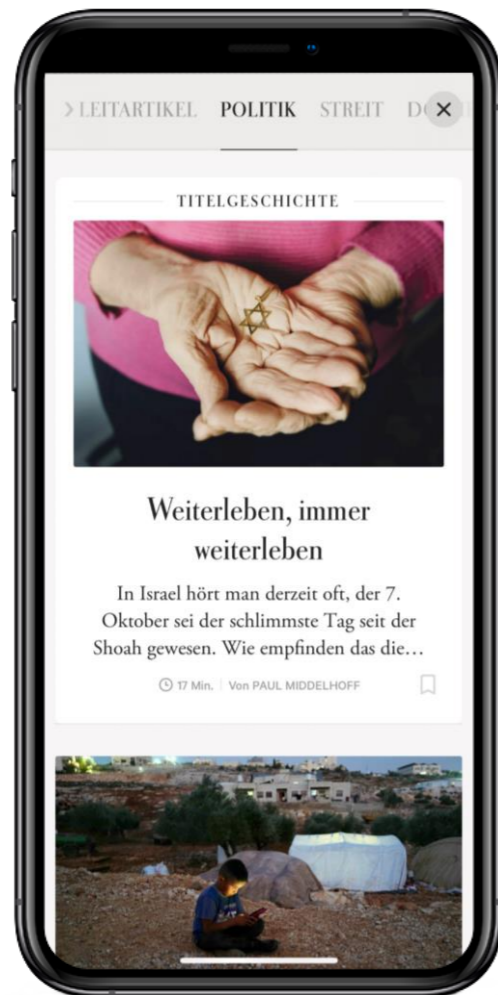 > LEITARTIKEL POLITIK STREIT
TITELGESCHICHTE
Weiterleben, immer
weiterleben
In Israel hört man derzeit oft, der 7.
Oktober sei der schlimmste Tag seit der
Shoah gewesen. Wie empfinden das die…
17 Min. | Von PAUL MIDDELHOFF